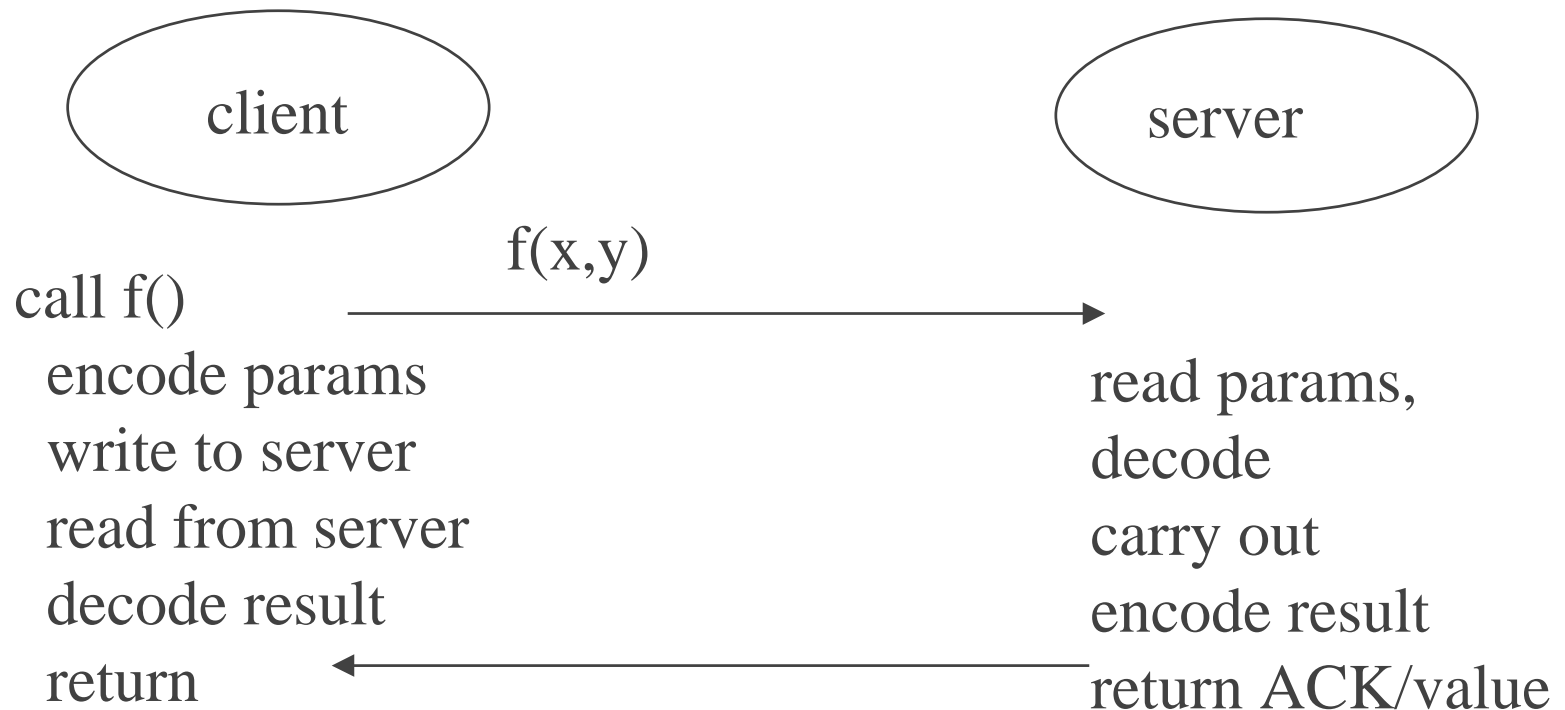 client
server
f(x,y)
call f()
encode params
write to server
read from server
decode result
return
read params,
decode
carry out
encode result
return ACK/value